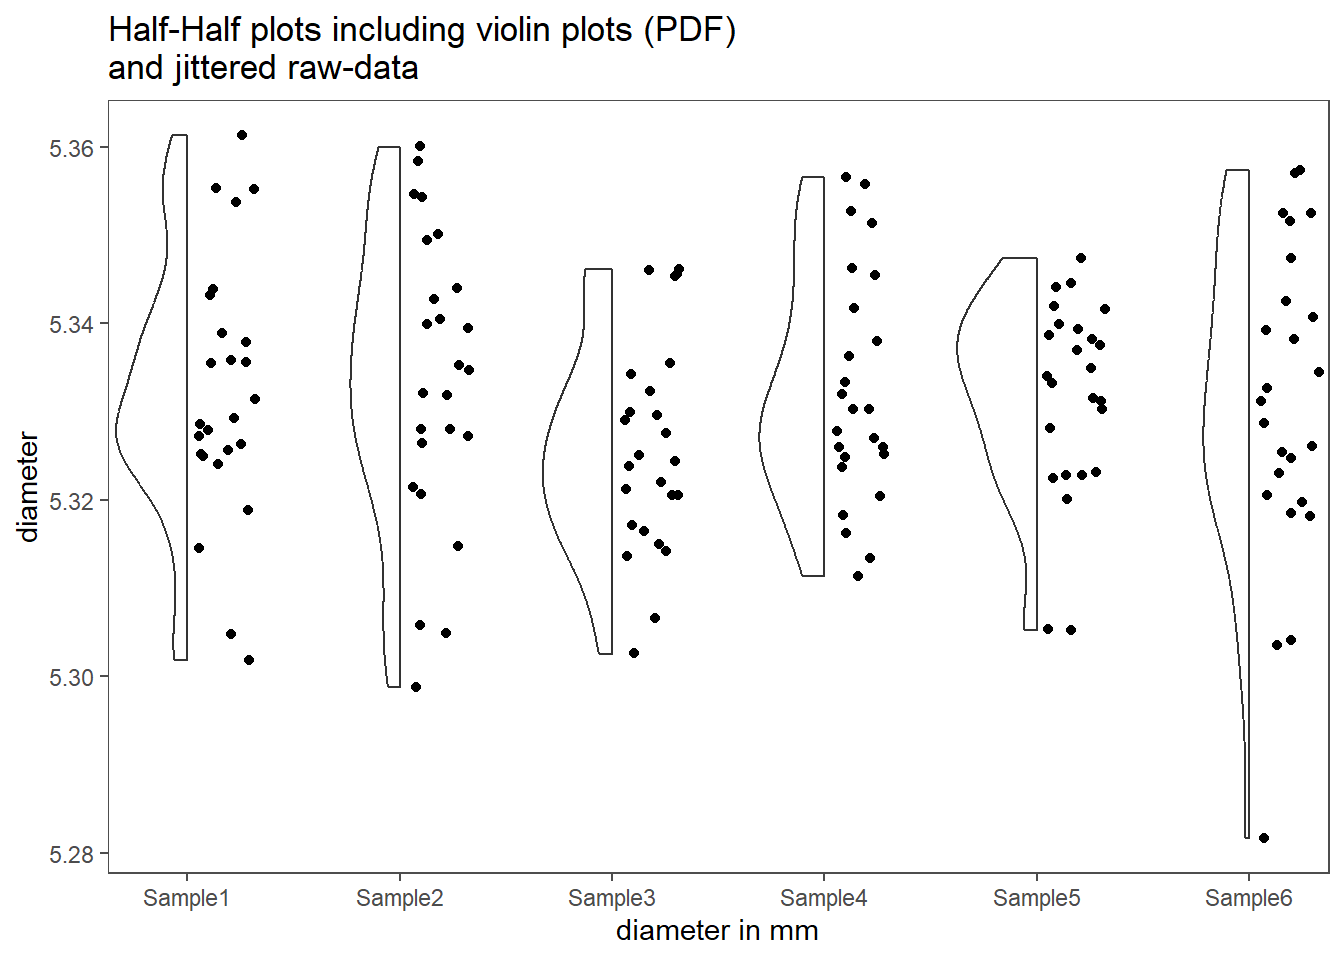 Half-Half plots including violin plots (PDF)
and jittered raw-data
5.36
5.34
5.32
5.30
5.28
diameter
Sample1 Sample2 Sample3 Sample4 Sample5 Sample6
diameter in mm